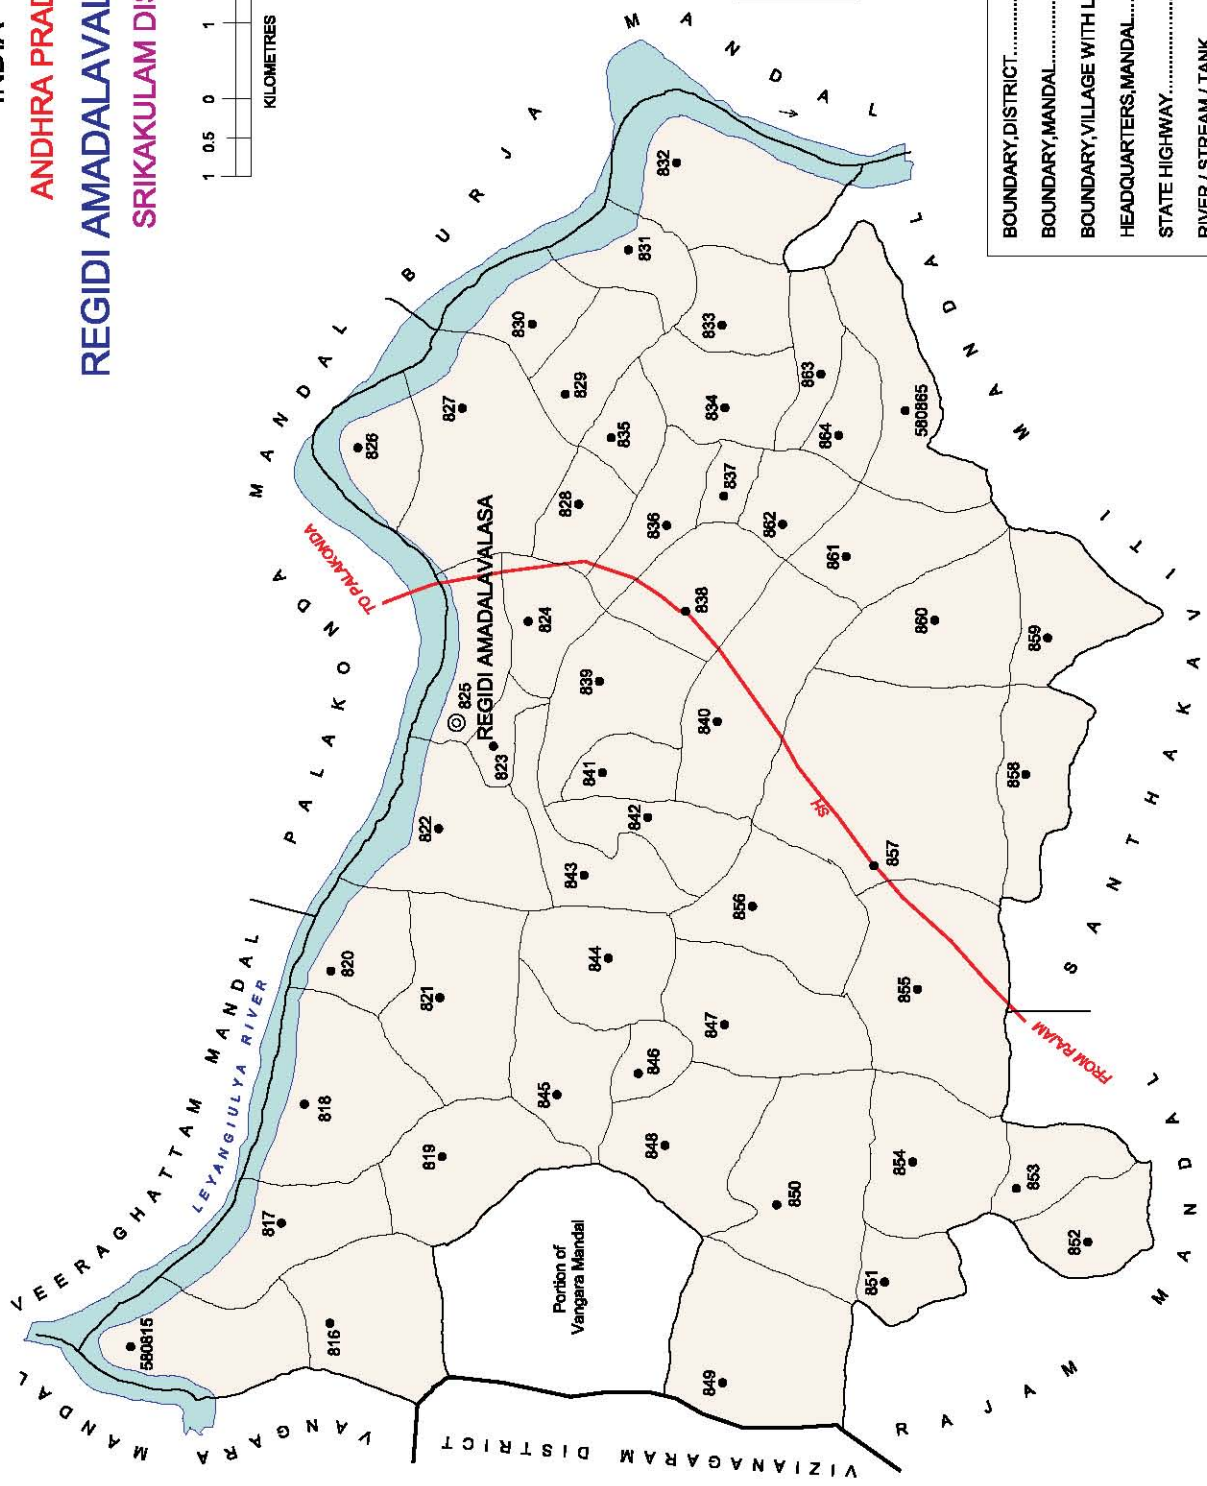 INDIA
ANDHRA PRAD
REGIDI AMADALAVAL
SRIKAKULAM DIS
1 0.5 0 1
KILOMETRES
VEERAGHATTAM MANDAL
LEYANGIULYA RIVER
PALAKONDA MANDAL
TO PALAKONDA
BURJA MANDAL
VANGARA MANDAL
VIZIANAGARAM DISTRICT
RAJAM MANDAL
SANTHAKAVITI MANDAL
FROM RAJAM
SH
Portion of
Vangara Mandal
REGIDI AMADALAVALASA
580815
816
817
818
819
820
821
822
823
824
825
826
827
828
829
830
831
832
833
834
835
836
837
838
839
840
841
842
843
844
845
846
847
848
849
850
851
852
853
854
855
856
857
858
859
860
861
862
863
864
580865
BOUNDARY,DISTRICT
BOUNDARY,MANDAL
BOUNDARY,VILLAGE WITH L
HEADQUARTERS,MANDAL
STATE HIGHWAY
RIVER / STREAM / TANK